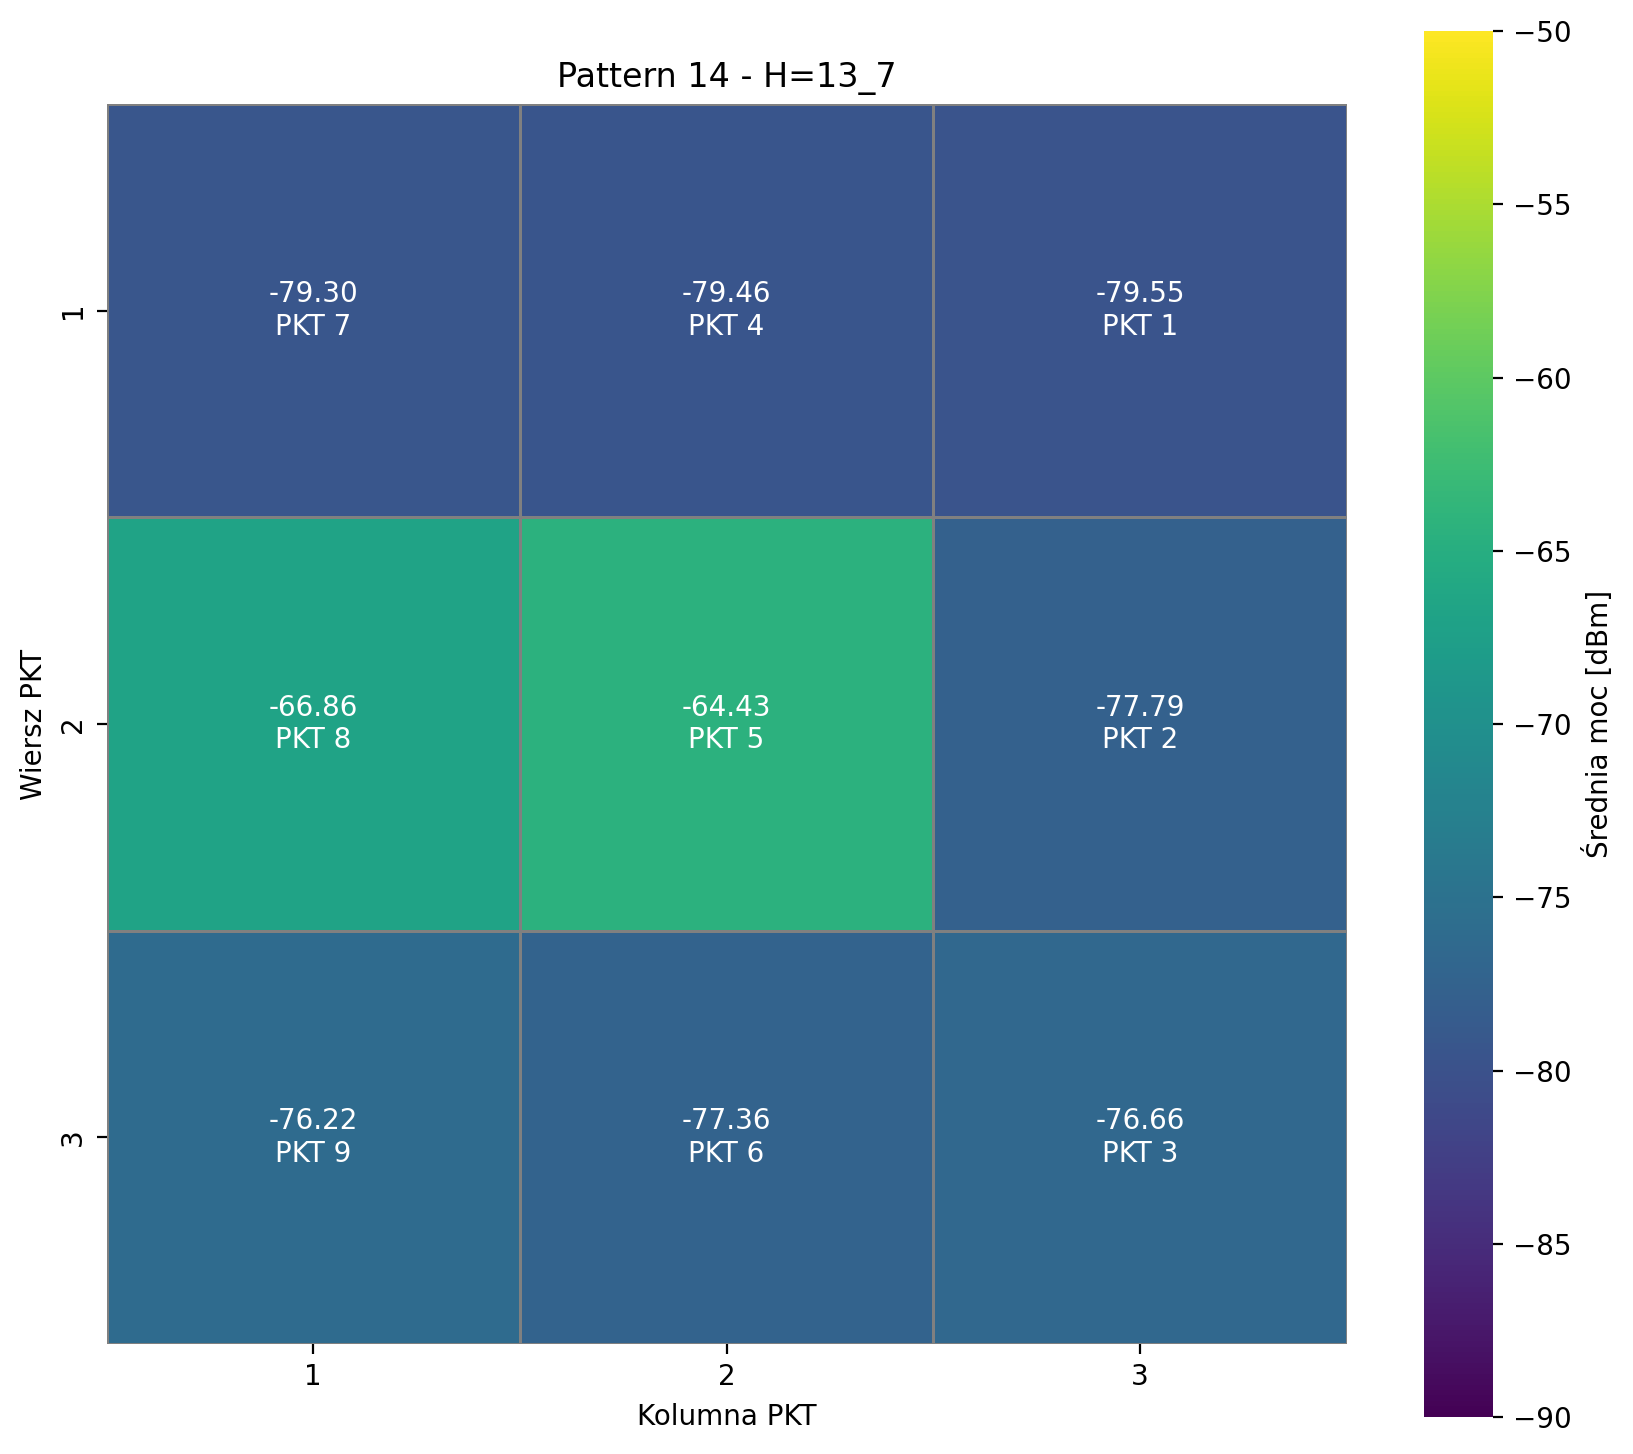 Pattern 14 - H=13_7
-79.30
PKT 7
-79.46
PKT 4
-79.55
PKT 1
-66.86
PKT 8
-64.43
PKT 5
-77.79
PKT 2
-76.22
PKT 9
-77.36
PKT 6
-76.66
PKT 3
1
2
3
Wiersz PKT
1
2
3
Kolumna PKT
−50
−55
−60
−65
−70
−75
−80
−85
−90
Średnia moc [dBm]